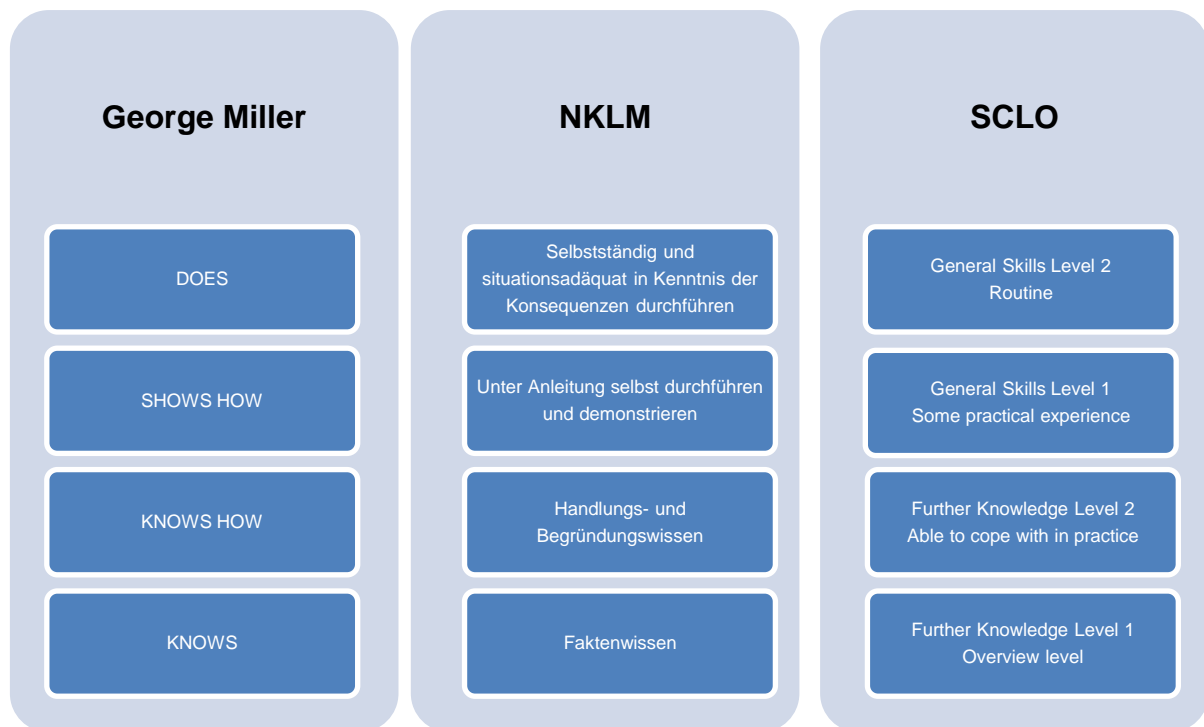 George Miller
DOES
SHOWS HOW
KNOWS HOW
KNOWS
NKLM
Selbstständig und
situationsadäquat in Kenntnis der
Konsequenzen durchführen
Unter Anleitung selbst durchführen
und demonstrieren
Handlungs- und
Begründungswissen
Faktenwissen
SCLO
General Skills Level 2
Routine
General Skills Level 1
Some practical experience
Further Knowledge Level 2
Able to cope with in practice
Further Knowledge Level 1
Overview level